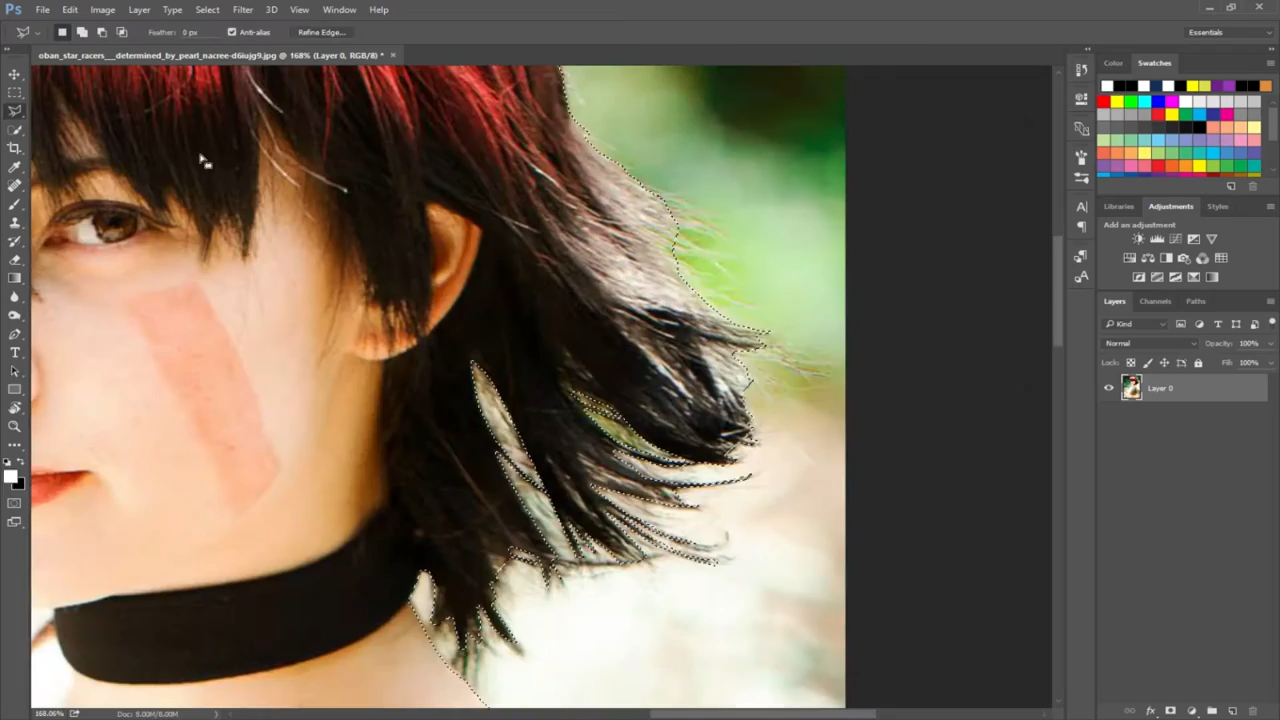 Ps File Edit Image Layer Type Select Filter 3D View Window Help
Feather: 0 px Anti-alias Refine Edge... Essentials
oban_star_racers__determined_by_pearl_nacree-d6iujg9.jpg @ 168% (Layer 0, RGB/8) *
Color Swatches
Libraries Adjustments Styles
Add an adjustment
Layers Channels Paths
Kind
Normal Opacity: 100%
Lock: Fill: 100%
Layer 0
168.06% Doc: 5.00M/8.00M